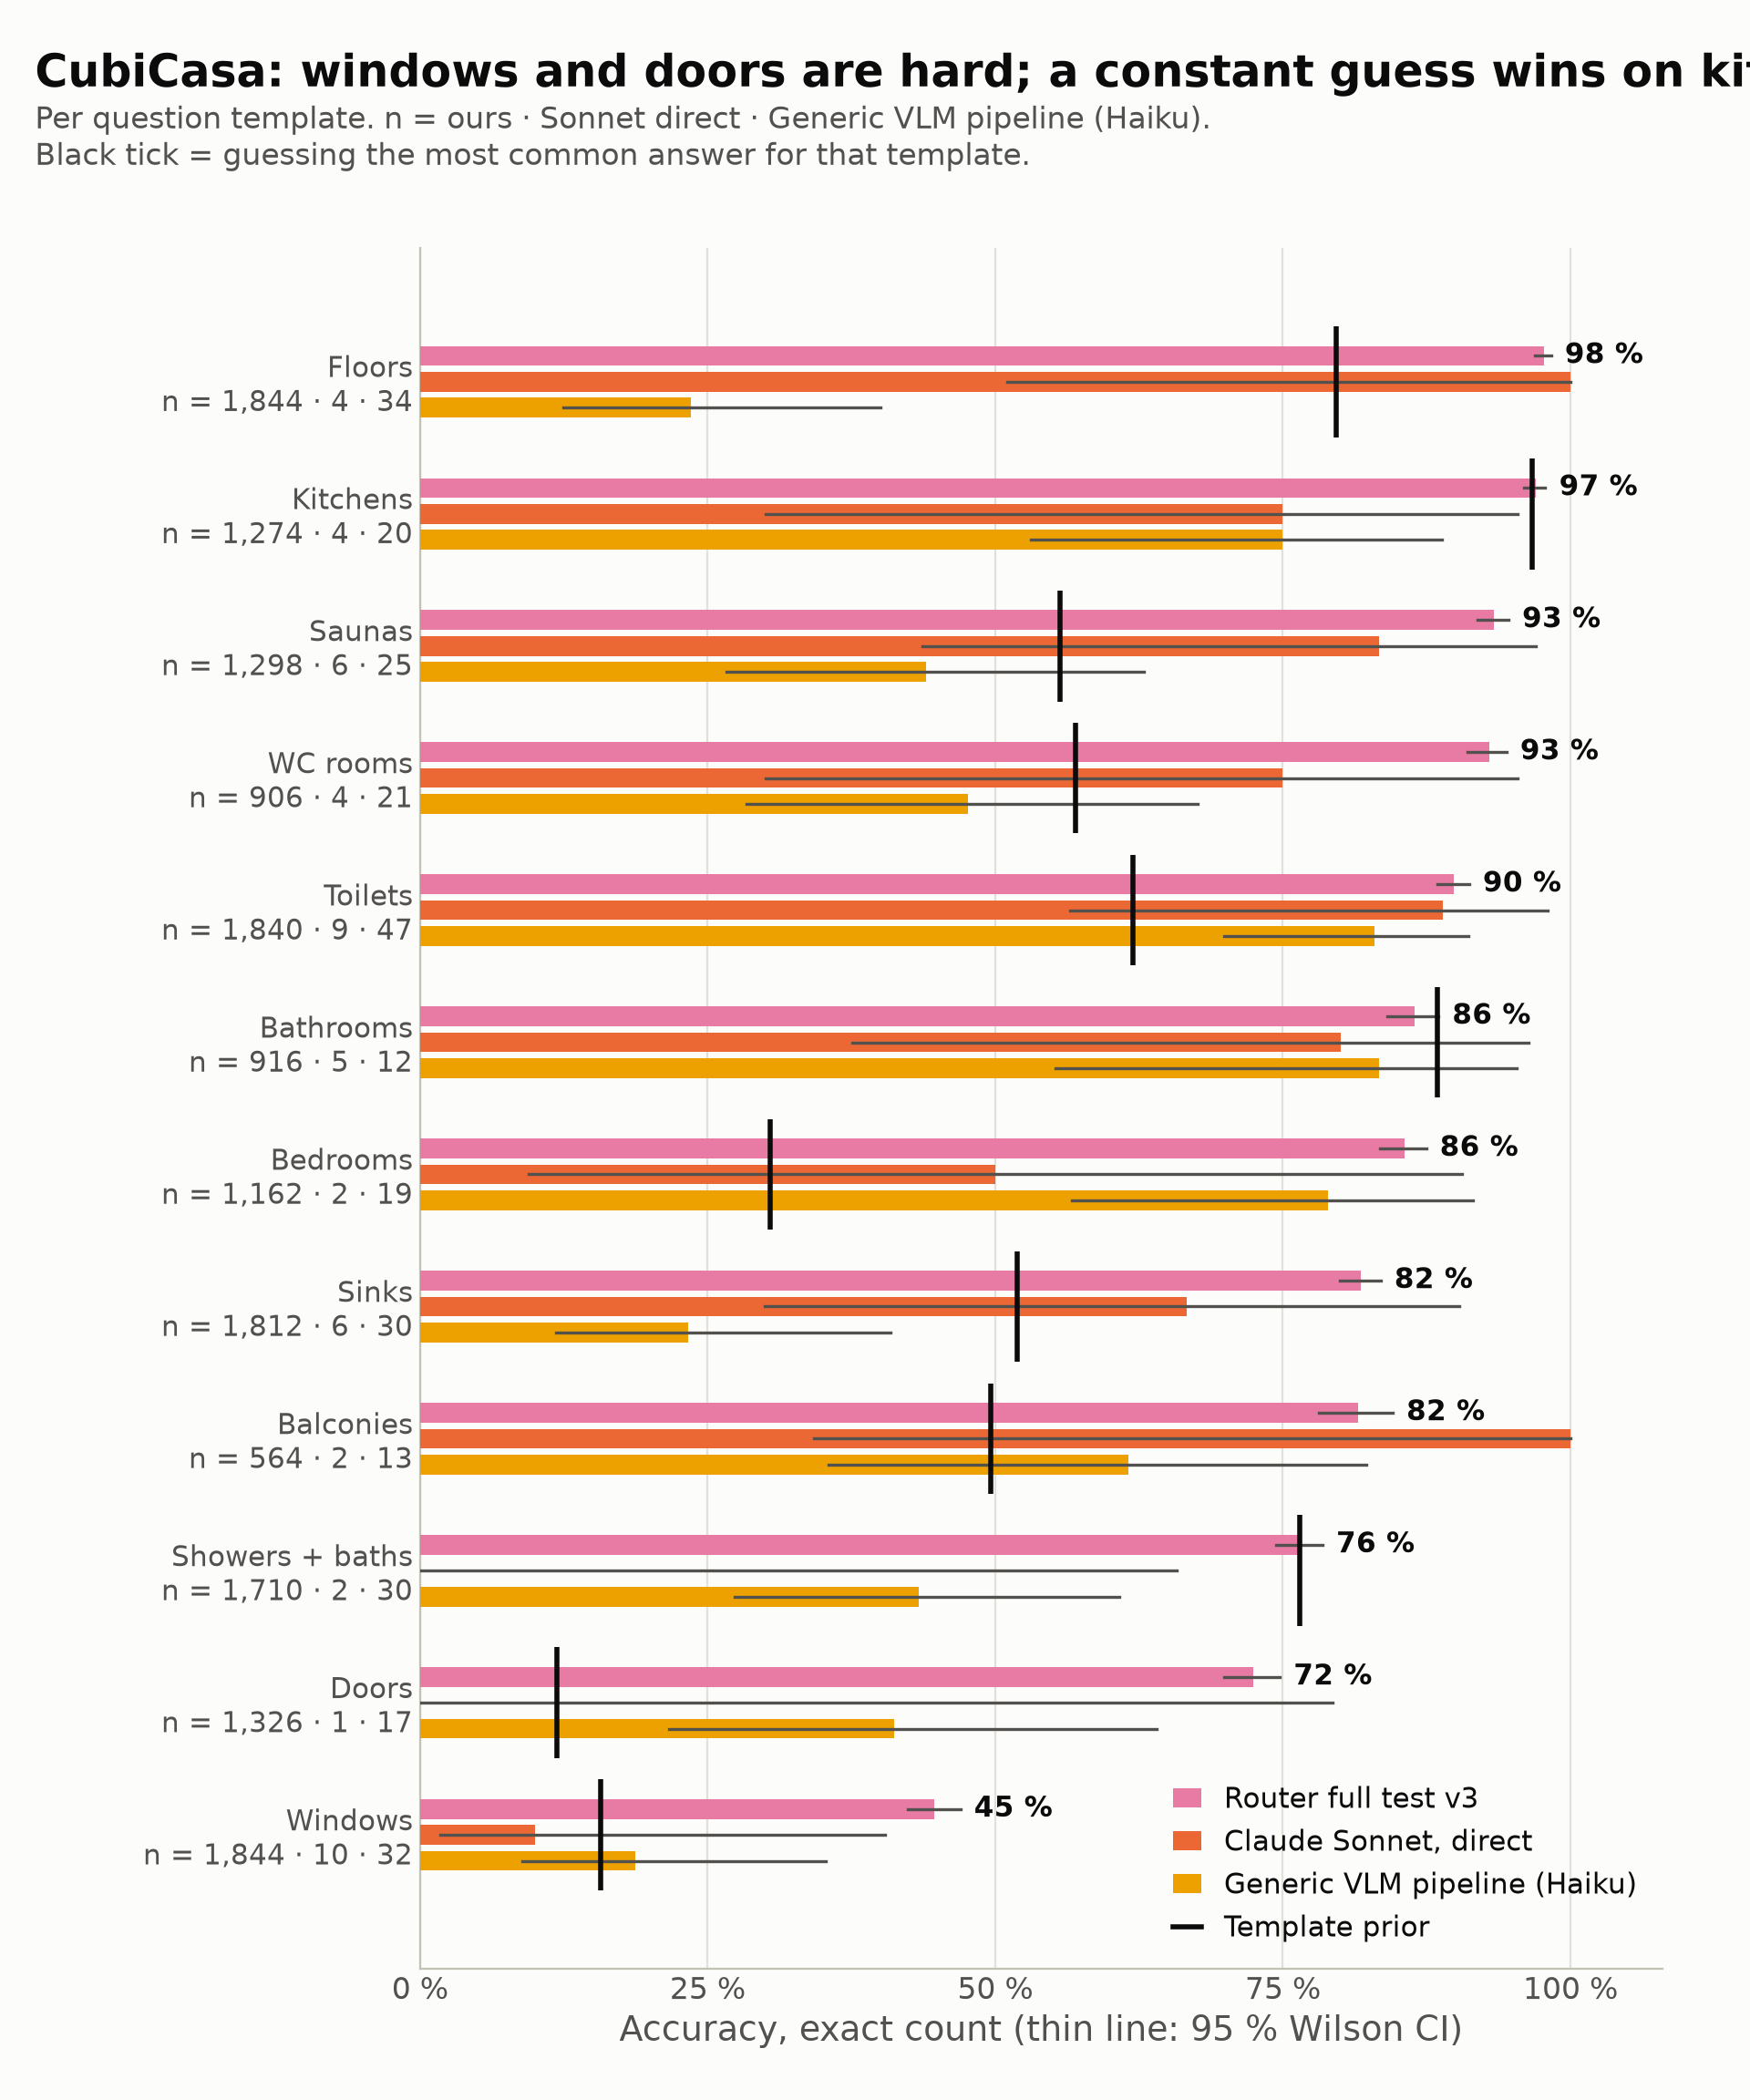 CubiCasa: windows and doors are hard; a constant guess wins on ki
Per question template. n = ours · Sonnet direct · Generic VLM pipeline (Haiku).
Black tick = guessing the most common answer for that template.
Floors
n = 1,844 · 4 · 34
98 %
Kitchens
n = 1,274 · 4 · 20
97 %
Saunas
n = 1,298 · 6 · 25
93 %
WC rooms
n = 906 · 4 · 21
93 %
Toilets
n = 1,840 · 9 · 47
90 %
Bathrooms
n = 916 · 5 · 12
86 %
Bedrooms
n = 1,162 · 2 · 19
86 %
Sinks
n = 1,812 · 6 · 30
82 %
Balconies
n = 564 · 2 · 13
82 %
Showers + baths
n = 1,710 · 2 · 30
76 %
Doors
n = 1,326 · 1 · 17
72 %
Windows
n = 1,844 · 10 · 32
45 %
Router full test v3
Claude Sonnet, direct
Generic VLM pipeline (Haiku)
Template prior
0 % 25 % 50 % 75 % 100 %
Accuracy, exact count (thin line: 95 % Wilson CI)